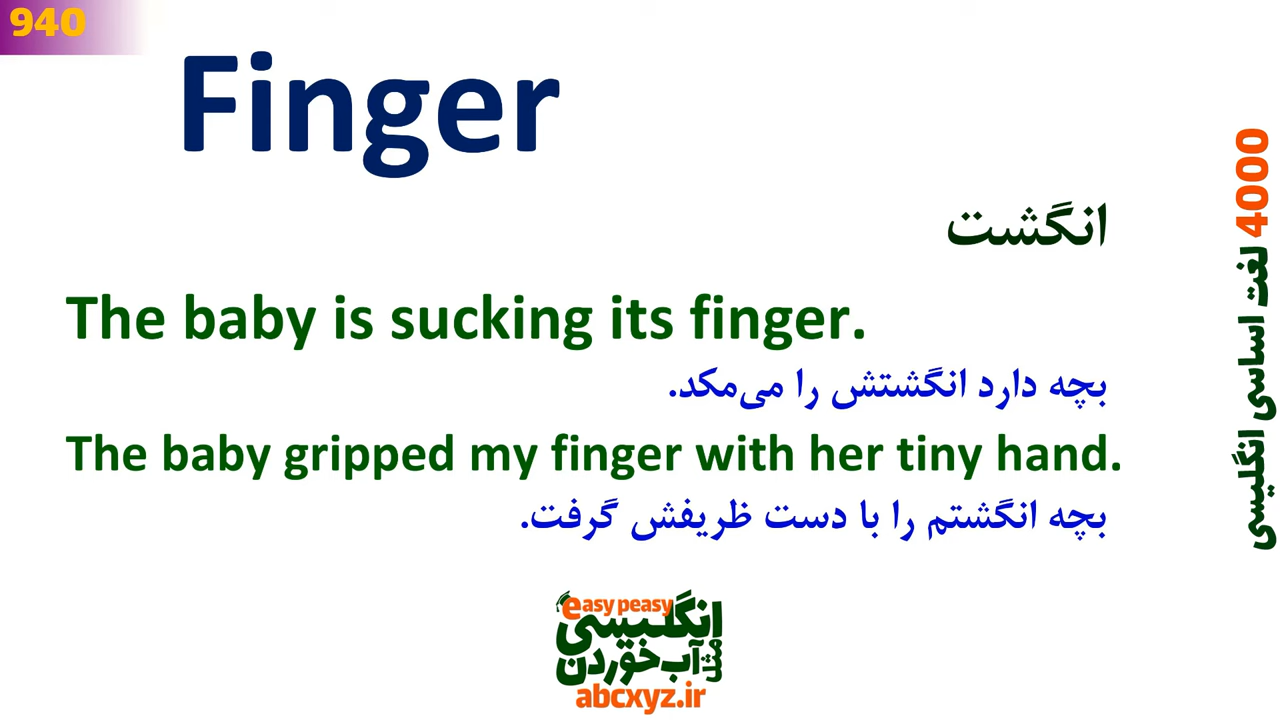 940
Finger
انگشت
The baby is sucking its finger.
بچه دارد انگشتش را می‌مکد.
The baby gripped my finger with her tiny hand.
بچه انگشتم را با دست ظریفش گرفت.
4000 لغت اساسی انگلیسی
easy peasy
انگلیسی
مثل آب خوردن
abcxyz.ir